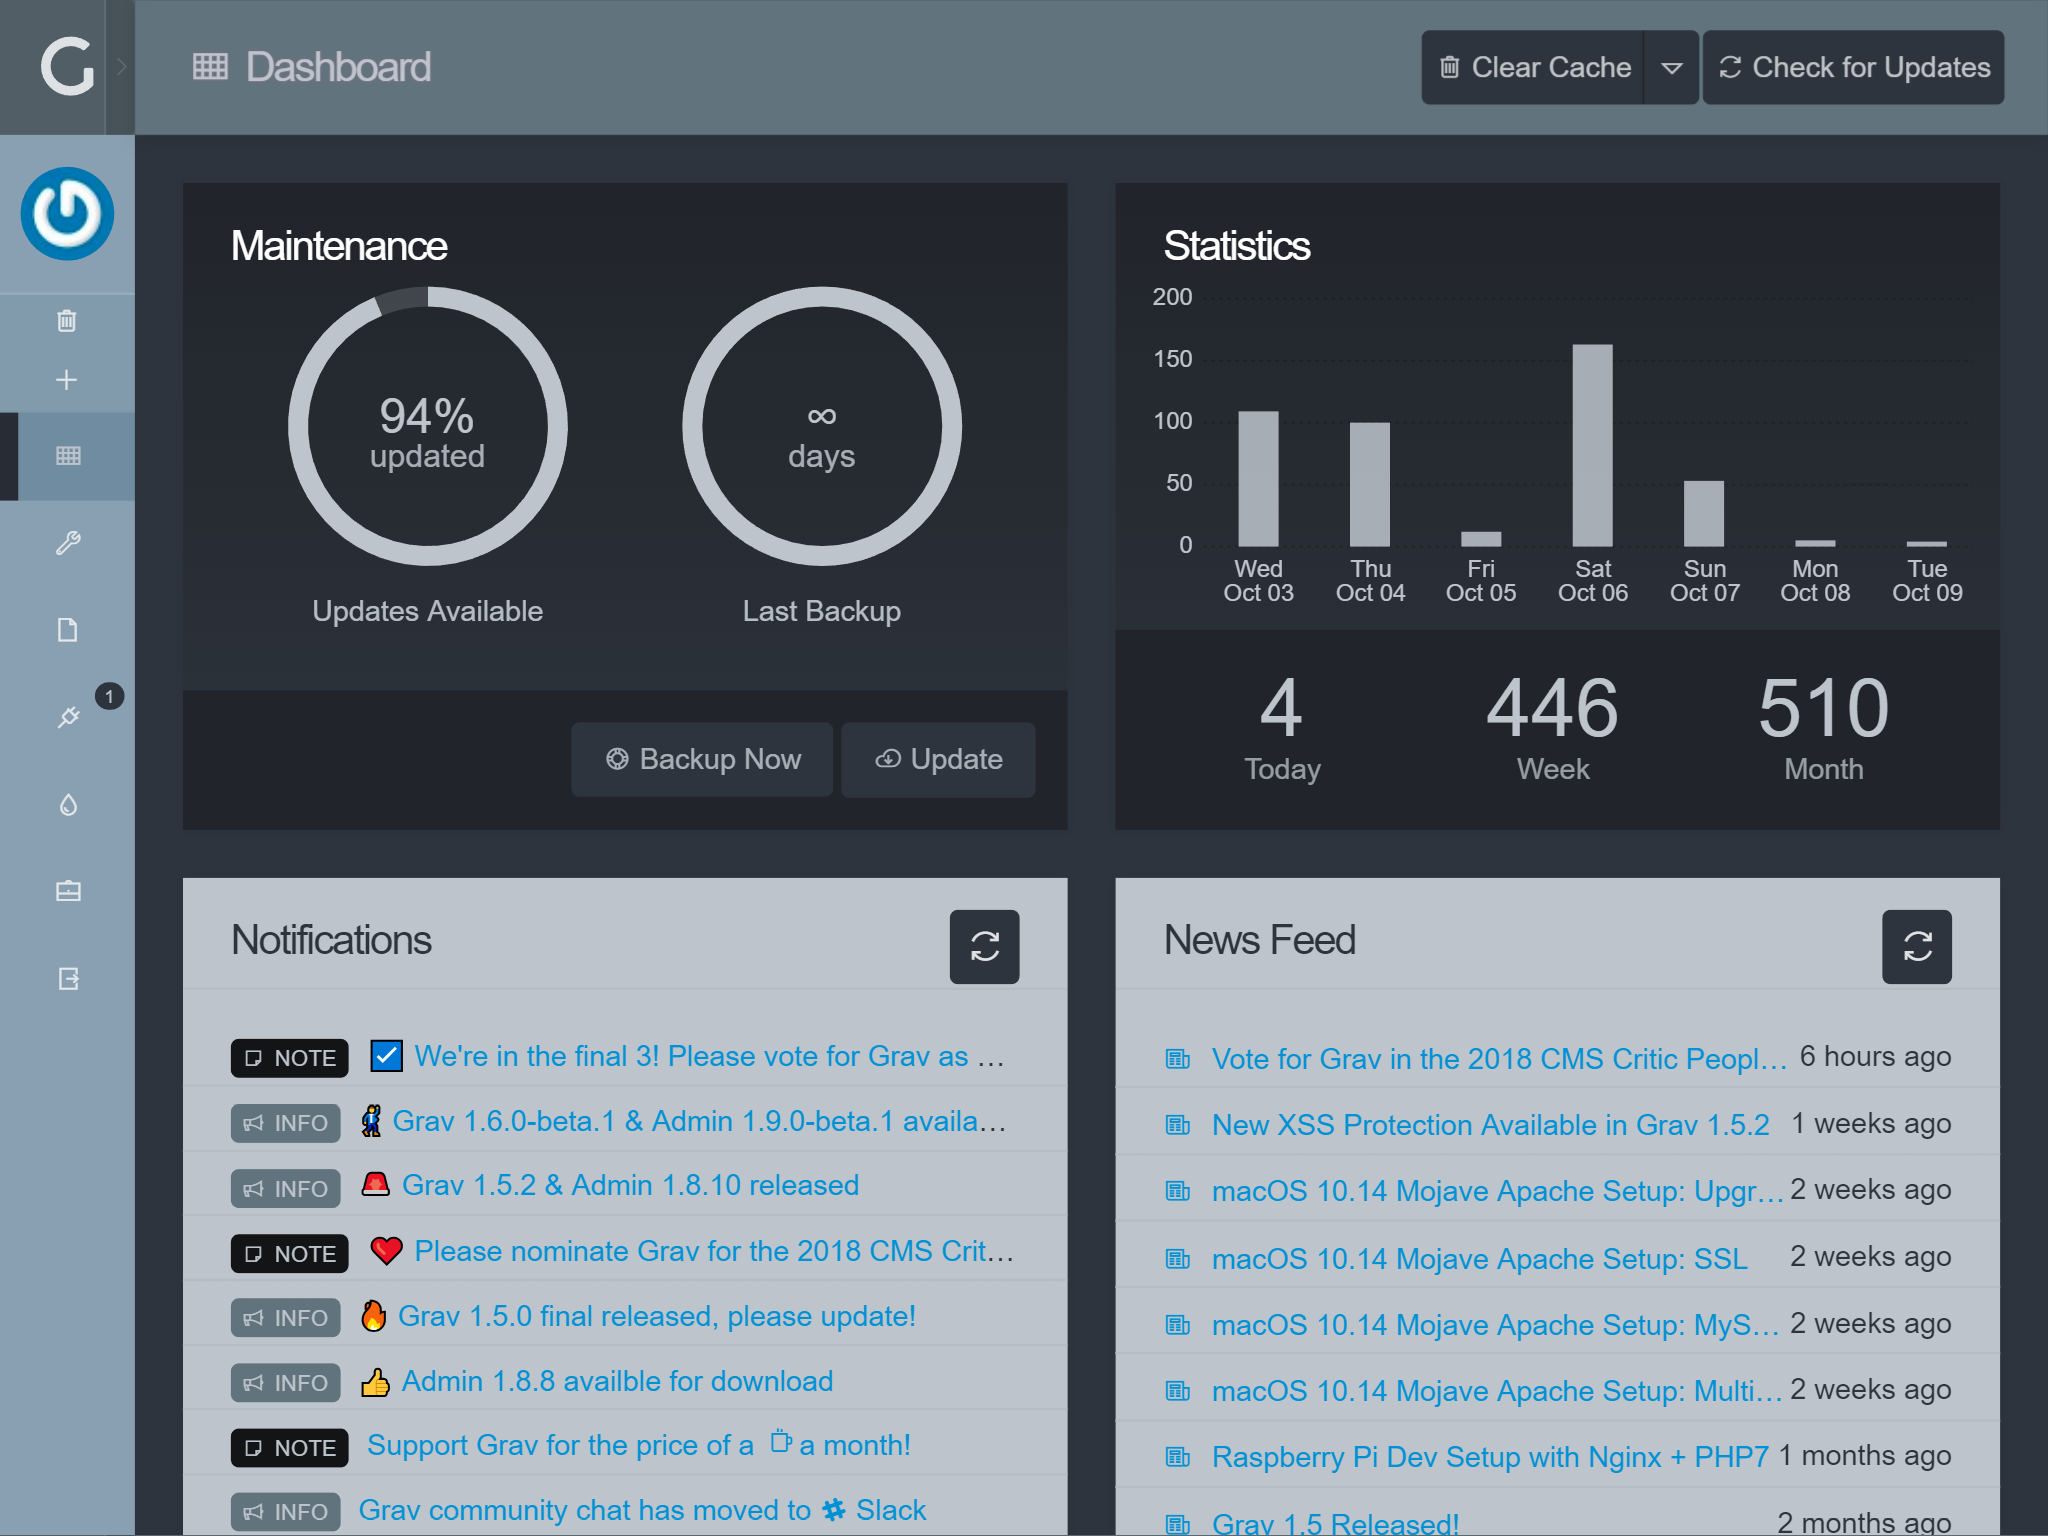 Dashboard
Clear Cache
Check for Updates
Maintenance
94%
updated
Updates Available
∞
days
Last Backup
Backup Now
Update
Statistics
200
150
100
50
0
Wed
Oct 03
Thu
Oct 04
Fri
Oct 05
Sat
Oct 06
Sun
Oct 07
Mon
Oct 08
Tue
Oct 09
4
Today
446
Week
510
Month
1
Notifications
NOTE We're in the final 3! Please vote for Grav as …
INFO Grav 1.6.0-beta.1 & Admin 1.9.0-beta.1 availa…
INFO Grav 1.5.2 & Admin 1.8.10 released
NOTE Please nominate Grav for the 2018 CMS Crit…
INFO Grav 1.5.0 final released, please update!
INFO Admin 1.8.8 availble for download
NOTE Support Grav for the price of a a month!
INFO Grav community chat has moved to Slack
News Feed
Vote for Grav in the 2018 CMS Critic Peopl… 6 hours ago
New XSS Protection Available in Grav 1.5.2 1 weeks ago
macOS 10.14 Mojave Apache Setup: Upgr… 2 weeks ago
macOS 10.14 Mojave Apache Setup: SSL 2 weeks ago
macOS 10.14 Mojave Apache Setup: MyS… 2 weeks ago
macOS 10.14 Mojave Apache Setup: Multi… 2 weeks ago
Raspberry Pi Dev Setup with Nginx + PHP7 1 months ago
Grav 1.5 Released! 2 months ago